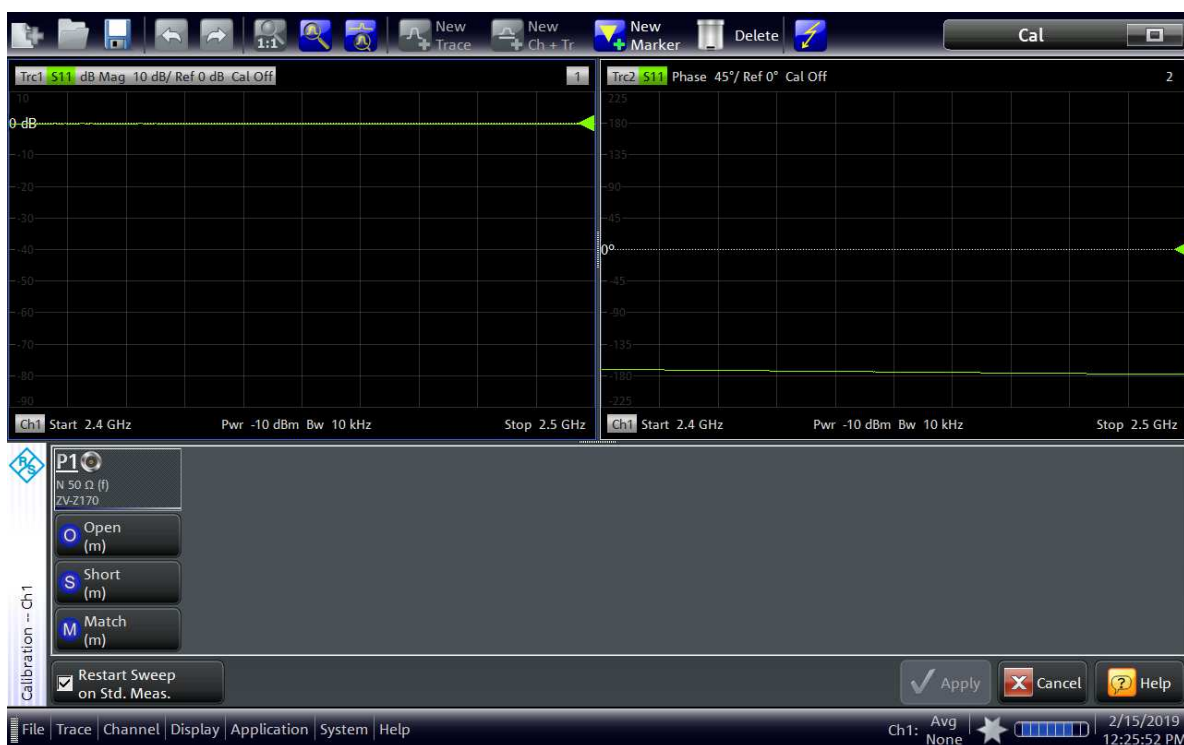 1:1
New
Trace
New
Ch + Tr
New
Marker
Delete
Cal
Trc1 S11 dB Mag 10 dB/ Ref 0 dB Cal Off 1
10
0 dB
-10
-20
-30
-40
-50
-60
-70
-80
-90
Ch1 Start 2.4 GHz Pwr -10 dBm Bw 10 kHz Stop 2.5 GHz
Trc2 S11 Phase 45°/ Ref 0° Cal Off 2
225
180
135
90
45
0°
-45
-90
-135
-180
-225
Ch1 Start 2.4 GHz Pwr -10 dBm Bw 10 kHz Stop 2.5 GHz
R&S
Calibration -- Ch1
P1
N 50 Ω (f)
ZV-Z170
O Open
(m)
S Short
(m)
M Match
(m)
Restart Sweep
on Std. Meas.
Apply
Cancel
? Help
File Trace Channel Display Application System Help
Ch1: Avg
None
2/15/2019
12:25:52 PM